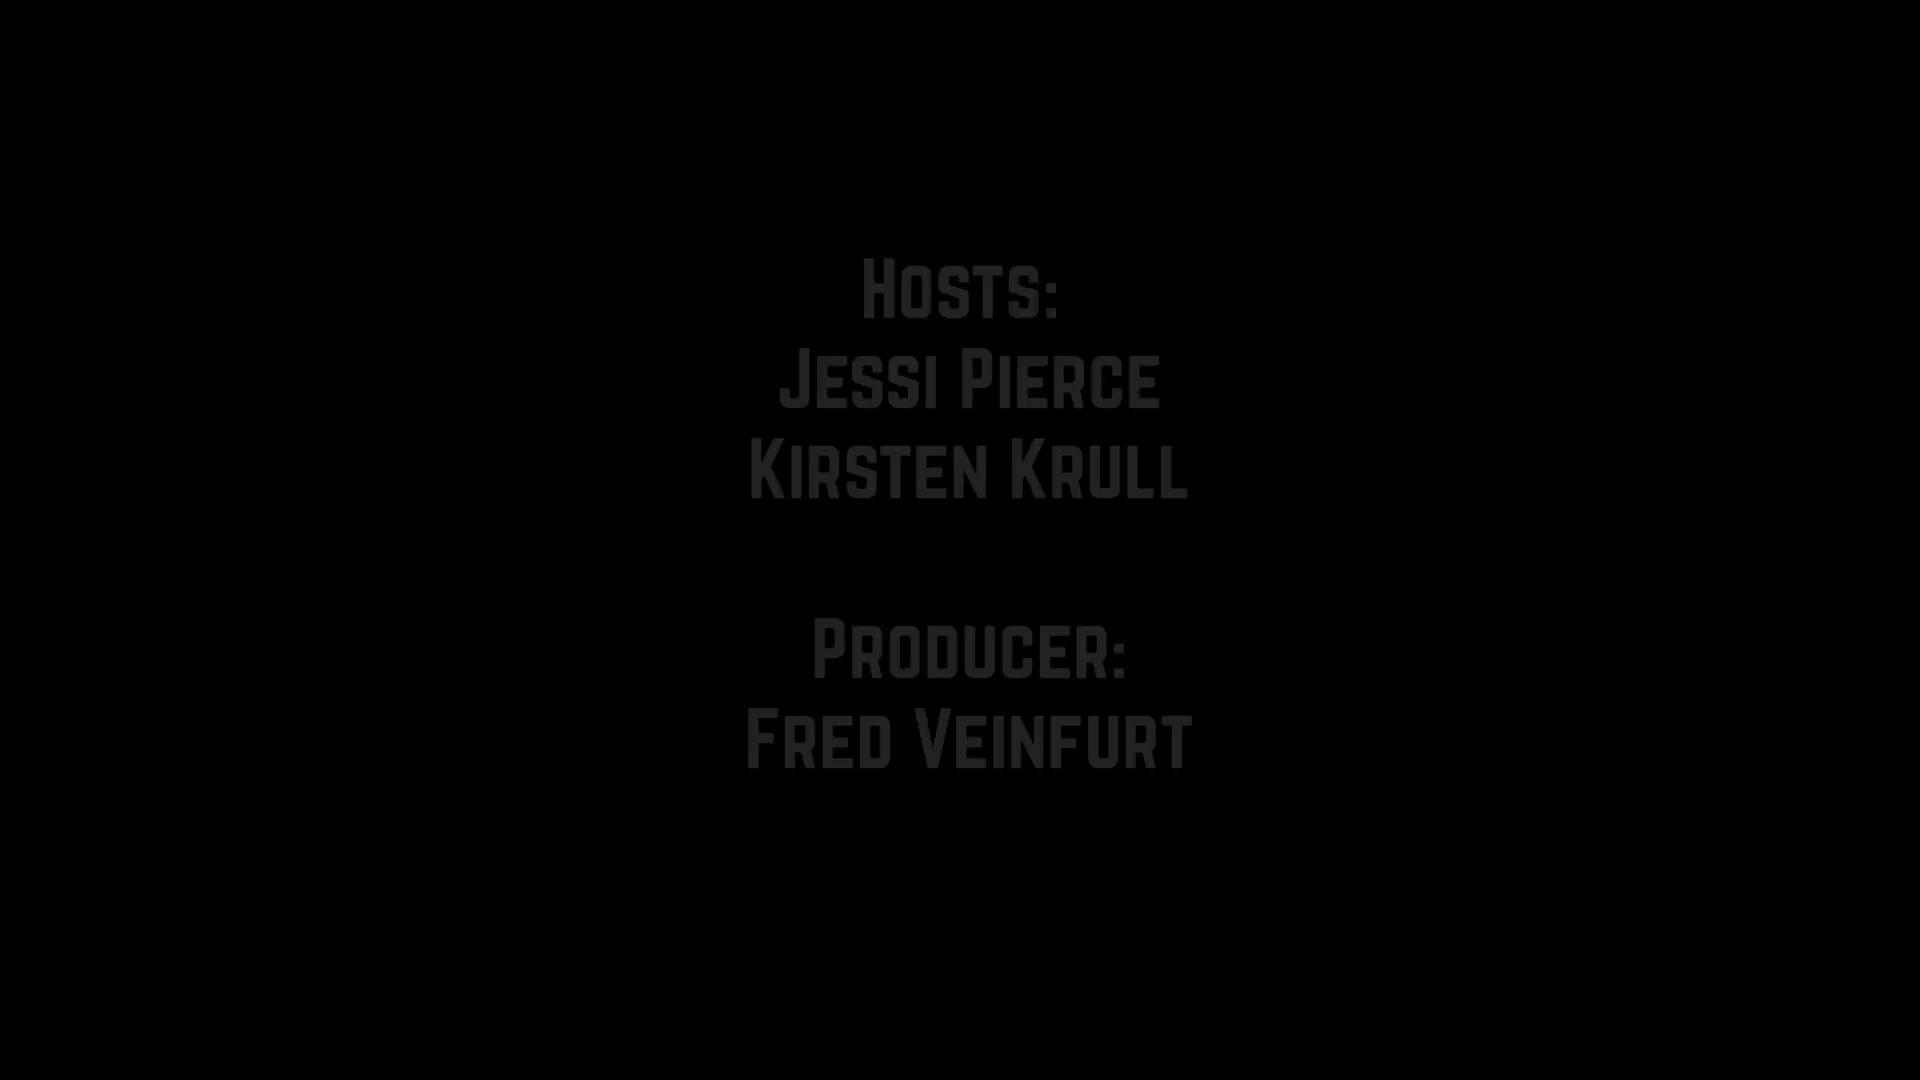 Hosts:
Jessi Pierce
Kirsten Krull
Producer:
Fred Veinfurt